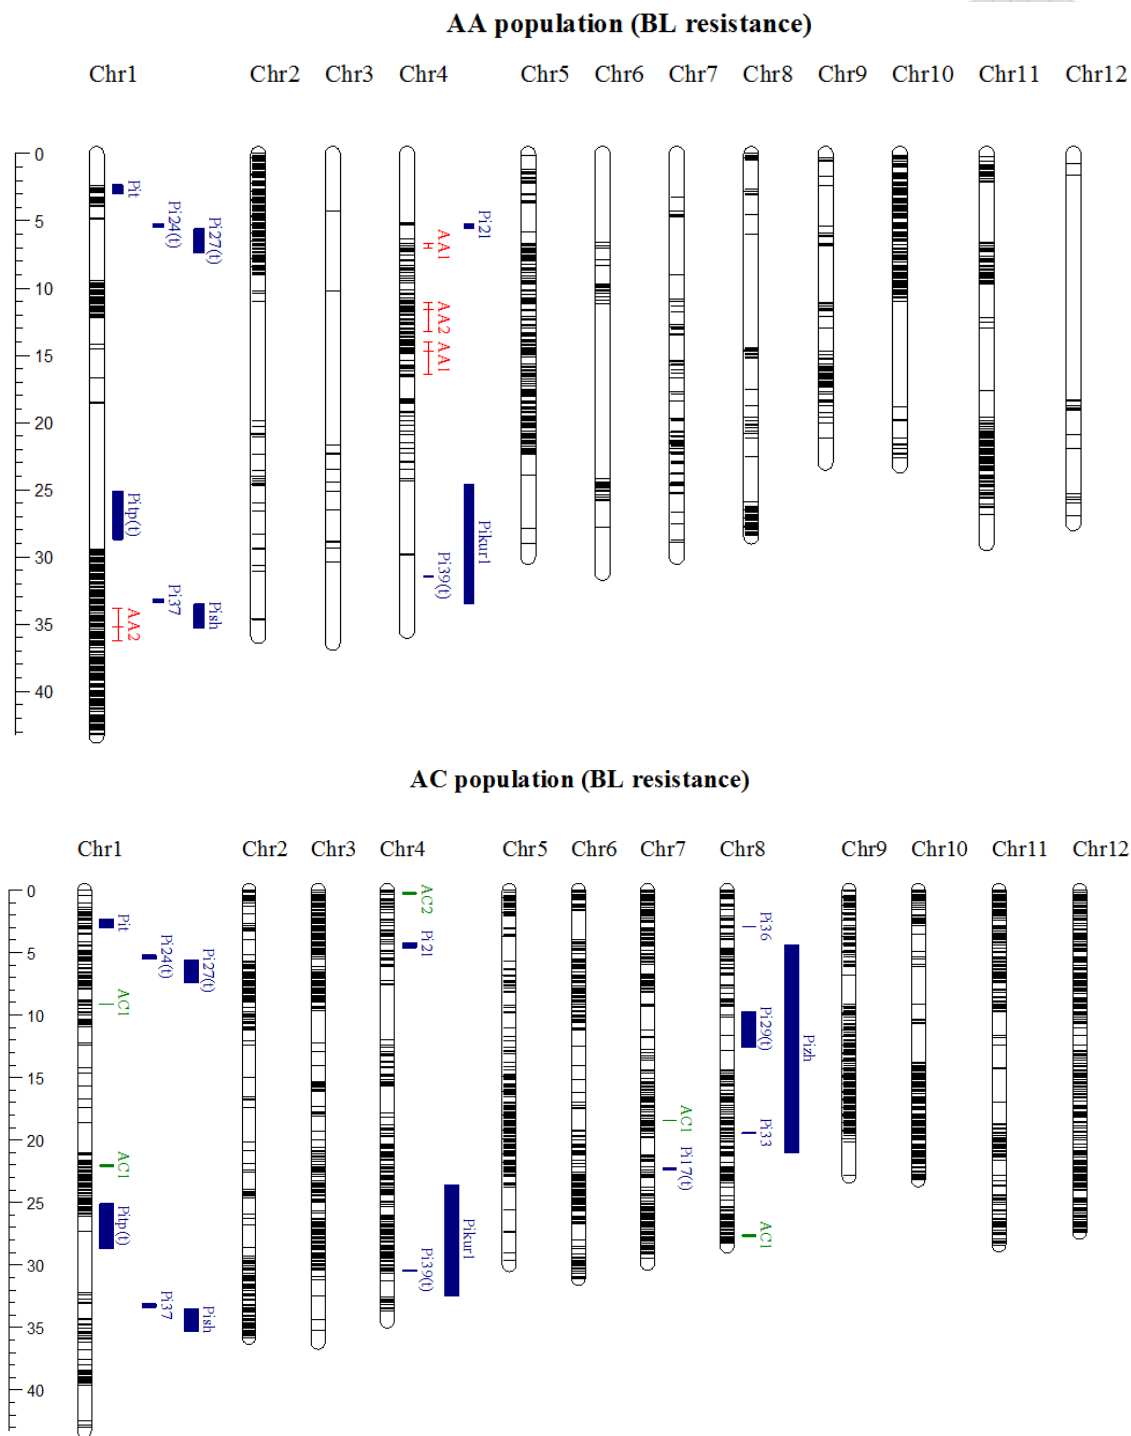 AA population (BL resistance)
Chr1 Chr2 Chr3 Chr4 Chr5 Chr6 Chr7 Chr8 Chr9 Chr10 Chr11 Chr12
0
5
10
15
20
25
30
35
40
Pit
Pi24(t)
Pi27(t)
Pitp(t)
Pi37
Pish
AA2
Pi21
AA1
AA2
AA1
Pikur1
Pi39(t)
AC population (BL resistance)
Chr1 Chr2 Chr3 Chr4 Chr5 Chr6 Chr7 Chr8 Chr9 Chr10 Chr11 Chr12
0
5
10
15
20
25
30
35
40
Pit
Pi24(t)
Pi27(t)
AC1
AC1
Pitp(t)
Pi37
Pish
AC2
Pi21
Pikur1
Pi39(t)
AC1
Pi17(t)
Pi36
Pi29(t)
Pizh
Pi33
AC1